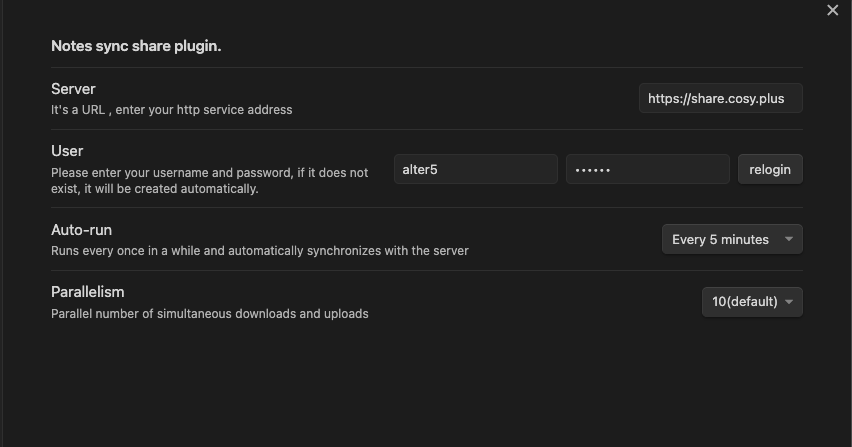 Notes sync share plugin.
Server
It's a URL , enter your http service address
https://share.cosy.plus
User
Please enter your username and password, if it does not
exist, it will be created automatically.
alter5
••••••
relogin
Auto-run
Runs every once in a while and automatically synchronizes with the server
Every 5 minutes
Parallelism
Parallel number of simultaneous downloads and uploads
10(default)